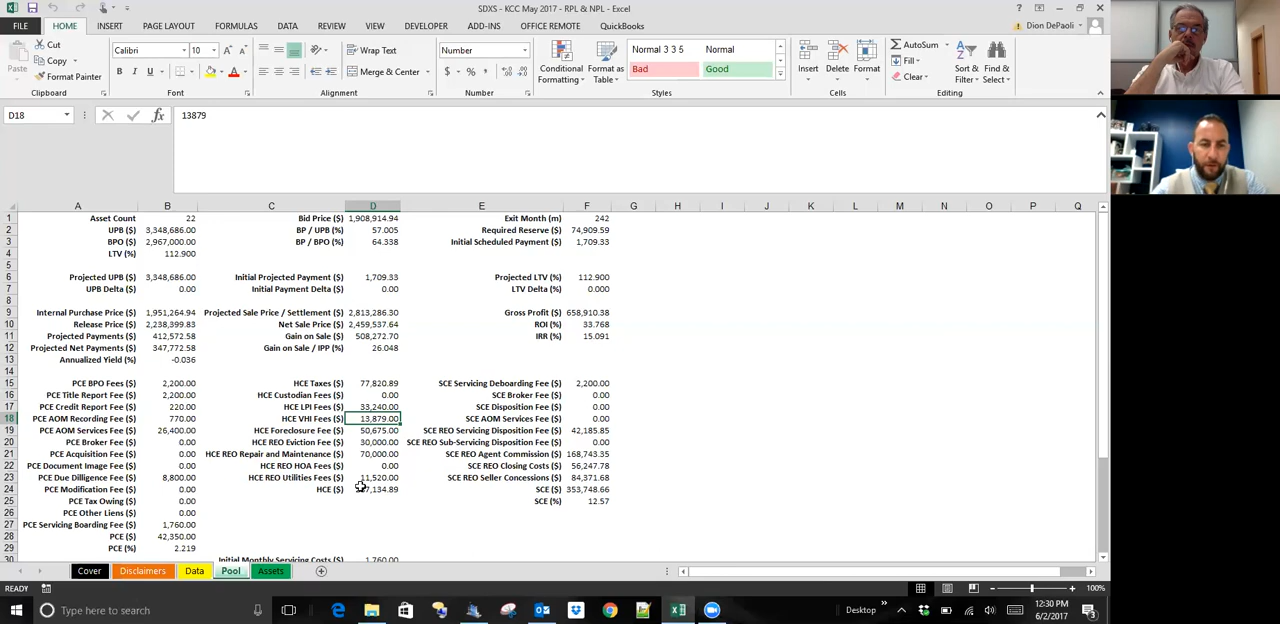 SDXS - KCC May 2017 - RPL & NPL - Excel
FILE HOME INSERT PAGE LAYOUT FORMULAS DATA REVIEW VIEW DEVELOPER ADD-INS OFFICE REMOTE QuickBooks Dion DePaoli
Paste Cut Copy Format Painter Clipboard
Calibri 10 B I U Font
Wrap Text Merge & Center Alignment
Number $ % Number
Conditional Formatting Format as Table Normal 3 3 5 Normal Bad Good Styles
Insert Delete Format Cells
AutoSum Fill Clear Sort & Filter Find & Select Editing
D18 fx 13879
A B C D E F G H I J K L M N O P Q
1 Asset Count 22 Bid Price ($) 1,908,914.94 Exit Month (m) 242
2 UPB ($) 3,348,686.00 BP / UPB (%) 57.005 Required Reserve ($) 74,909.59
3 BPO ($) 2,967,000.00 BP / BPO (%) 64.338 Initial Scheduled Payment ($) 1,709.33
4 LTV (%) 112.900
5
6 Projected UPB ($) 3,348,686.00 Initial Projected Payment ($) 1,709.33 Projected LTV (%) 112.900
7 UPB Delta ($) 0.00 Initial Payment Delta ($) 0.00 LTV Delta (%) 0.000
8
9 Internal Purchase Price ($) 1,951,264.94 Projected Sale Price / Settlement ($) 2,813,286.30 Gross Profit ($) 658,910.38
10 Release Price ($) 2,238,399.83 Net Sale Price ($) 2,459,537.64 ROI (%) 33.768
11 Projected Payments ($) 412,572.58 Gain on Sale ($) 508,272.70 IRR (%) 15.091
12 Projected Net Payments ($) 347,772.58 Gain on Sale / IPP (%) 26.048
13 Annualized Yield (%) -0.036
14
15 PCE BPO Fees ($) 2,200.00 HCE Taxes ($) 77,820.89 SCE Servicing Deboarding Fee ($) 2,200.00
16 PCE Title Report Fee ($) 2,200.00 HCE Custodian Fees ($) 0.00 SCE Broker Fee ($) 0.00
17 PCE Credit Report Fee ($) 220.00 HCE LPI Fees ($) 33,240.00 SCE Disposition Fee ($) 0.00
18 PCE AOM Recording Fee ($) 770.00 HCE VHI Fees ($) 13,879.00 SCE AOM Services Fee ($) 0.00
19 PCE AOM Services Fee ($) 26,400.00 HCE Foreclosure Fee ($) 50,675.00 SCE REO Servicing Disposition Fee ($) 42,185.85
20 PCE Broker Fee ($) 0.00 HCE REO Eviction Fee ($) 30,000.00 SCE REO Sub-Servicing Disposition Fee ($) 0.00
21 PCE Acquisition Fee ($) 0.00 HCE REO Repair and Maintenance ($) 70,000.00 SCE REO Agent Commission ($) 168,743.35
22 PCE Document Image Fee ($) 0.00 HCE REO HOA Fees ($) 0.00 SCE REO Closing Costs ($) 56,247.78
23 PCE Due Dilligence Fee ($) 8,800.00 HCE REO Utilities Fees ($) 11,520.00 SCE REO Seller Concessions ($) 84,371.68
24 PCE Modification Fee ($) 0.00 HCE ($) 7,134.89 SCE ($) 353,748.66
25 PCE Tax Owing ($) 0.00 SCE (%) 12.57
26 PCE Other Liens ($) 0.00
27 PCE Servicing Boarding Fee ($) 1,760.00
28 PCE ($) 42,350.00
29 PCE (%) 2.219
30 Initial Monthly Servicing Costs ($) 1,760.00
Cover Disclaimers Data Pool Assets
READY 100%
Type here to search Desktop 12:30 PM 6/2/2017 3